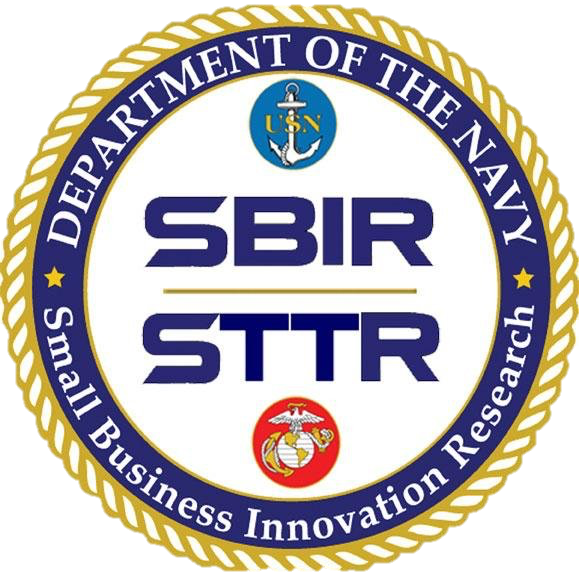 DEPARTMENT OF THE NAVY
USN
SBIR
STTR
Small Business Innovation Research